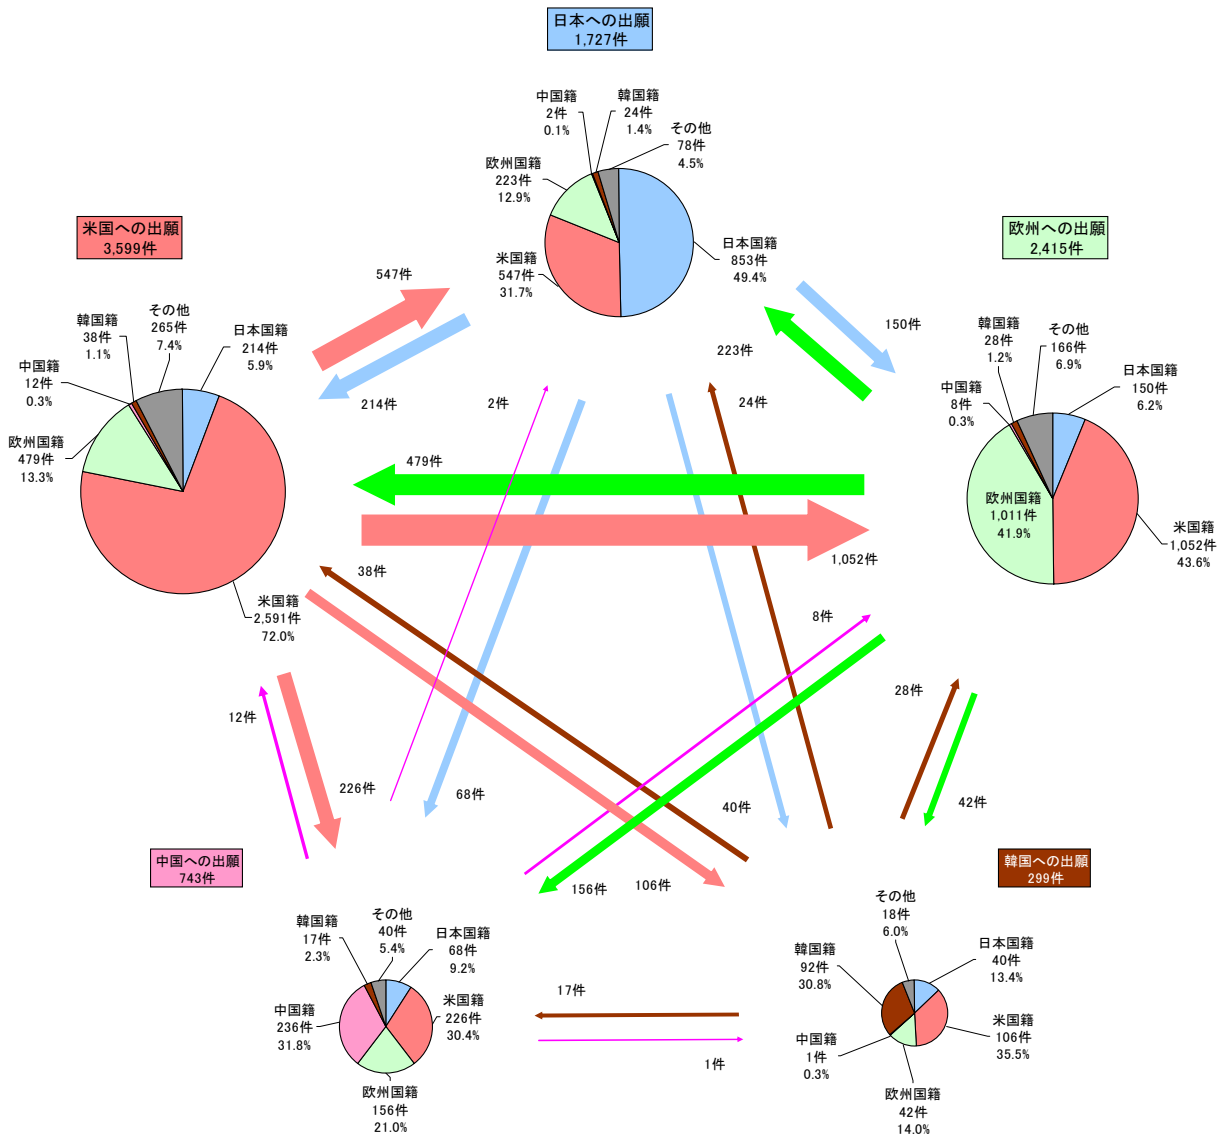 日本への出願
1,727件
中国籍
2件
0.1%
韓国籍
24件
1.4%
その他
78件
4.5%
欧州国籍
223件
12.9%
米国籍
547件
31.7%
日本国籍
853件
49.4%
米国への出願
3,599件
欧州への出願
2,415件
547件
214件
150件
223件
韓国籍
38件
1.1%
その他
265件
7.4%
日本国籍
214件
5.9%
中国籍
12件
0.3%
欧州国籍
479件
13.3%
米国籍
2,591件
72.0%
韓国籍
28件
1.2%
その他
166件
6.9%
日本国籍
150件
6.2%
中国籍
8件
0.3%
欧州国籍
1,011件
41.9%
米国籍
1,052件
43.6%
2件
24件
479件
1,052件
38件
8件
12件
226件
68件
40件
28件
42件
156件
106件
中国への出願
743件
韓国への出願
299件
韓国籍
17件
2.3%
その他
40件
5.4%
日本国籍
68件
9.2%
中国籍
236件
31.8%
米国籍
226件
30.4%
欧州国籍
156件
21.0%
17件
1件
その他
18件
6.0%
韓国籍
92件
30.8%
日本国籍
40件
13.4%
中国籍
1件
0.3%
米国籍
106件
35.5%
欧州国籍
42件
14.0%